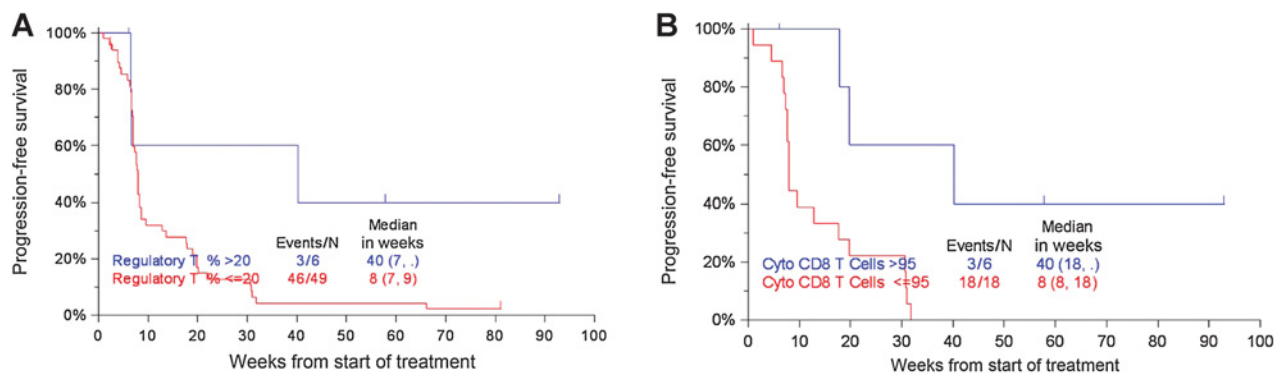 A
Progression-free survival
100%
80%
60%
40%
20%
0%
Events/N
Median
in weeks
Regulatory T % >20 3/6 40 (7, .)
Regulatory T % <=20 46/49 8 (7, 9)
0 10 20 30 40 50 60 70 80 90 100
Weeks from start of treatment
B
Progression-free survival
100%
80%
60%
40%
20%
0%
Events/N
Median
in weeks
Cyto CD8 T Cells >95 3/6 40 (18, .)
Cyto CD8 T Cells <=95 18/18 8 (8, 18)
0 10 20 30 40 50 60 70 80 90 100
Weeks from start of treatment